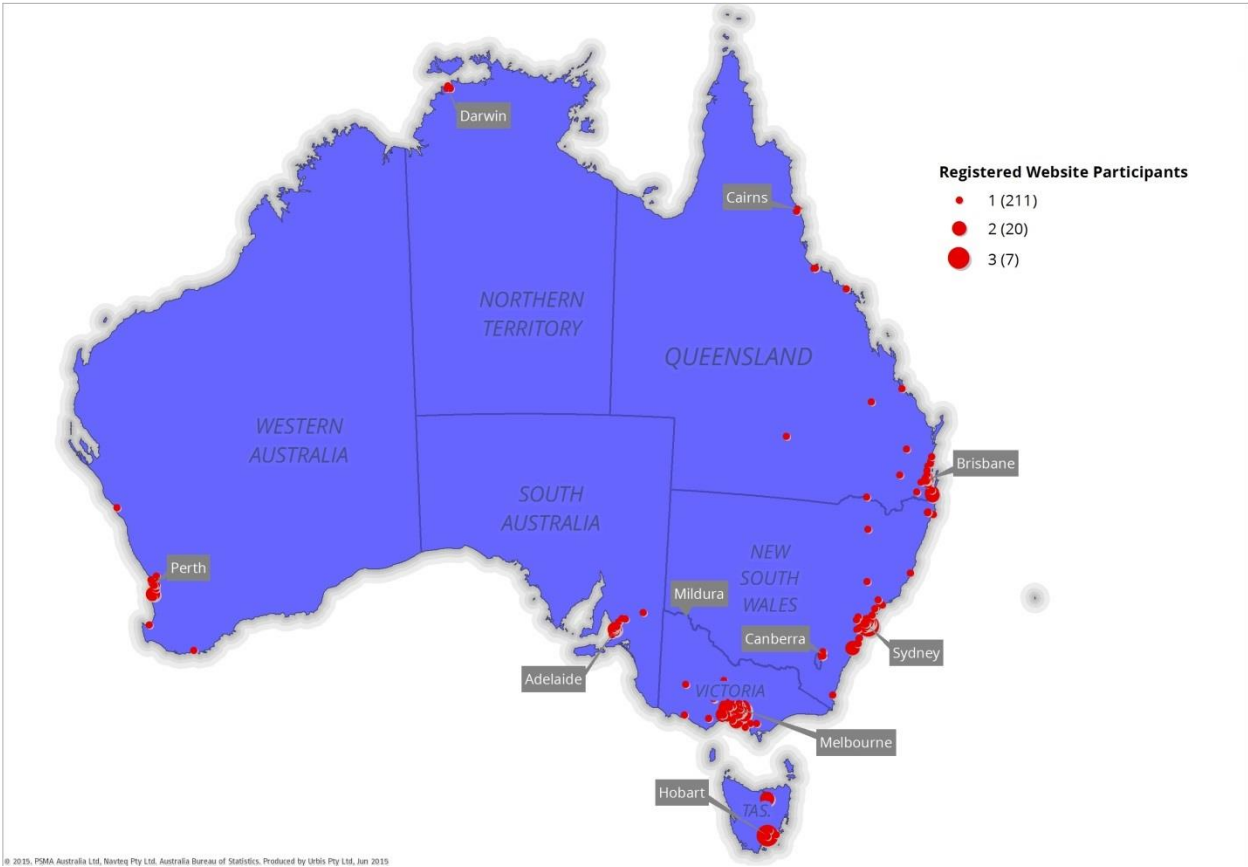 Darwin
Cairns
Registered Website Participants
1 (211)
2 (20)
3 (7)
NORTHERN
TERRITORY
QUEENSLAND
WESTERN
AUSTRALIA
Brisbane
SOUTH
AUSTRALIA
NEW
SOUTH
WALES
Perth
Mildura
Canberra
Sydney
Adelaide
VICTORIA
Melbourne
Hobart
TAS.
© 2015. PSMA Australia Ltd, Navteq Pty Ltd. Australia Bureau of Statistics. Produced by Urbis Pty Ltd, Jun 2015